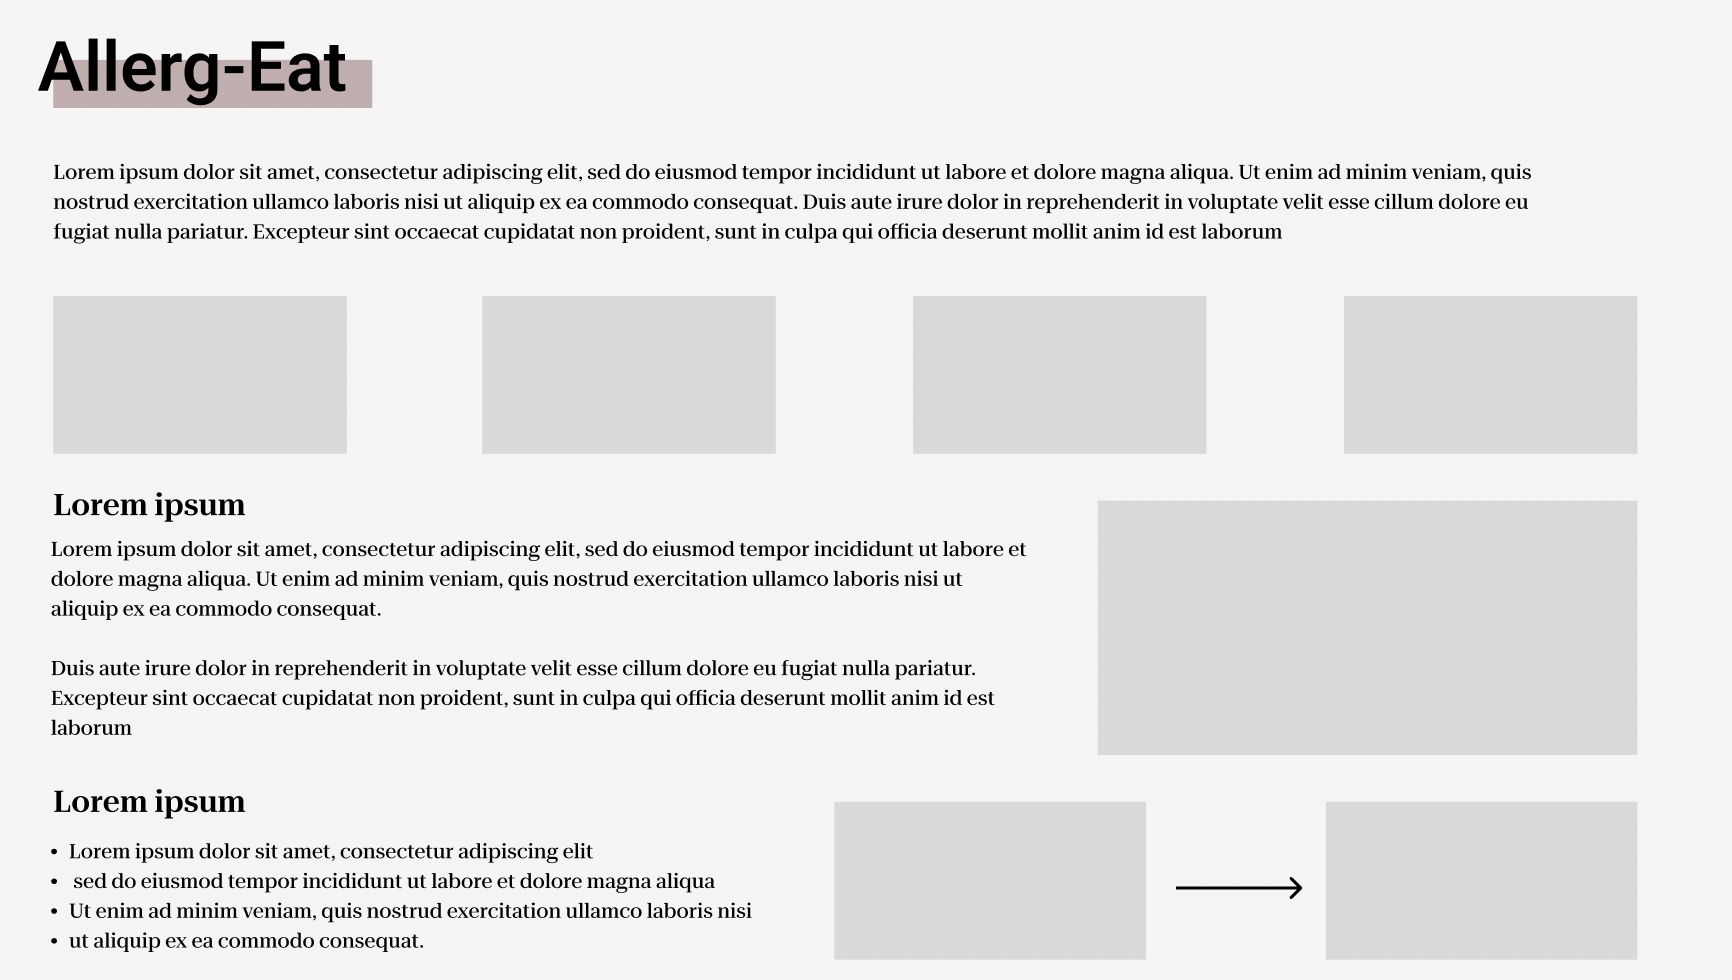 Allerg-Eat
Lorem ipsum dolor sit amet, consectetur adipiscing elit, sed do eiusmod tempor incididunt ut labore et dolore magna aliqua. Ut enim ad minim veniam, quis
nostrud exercitation ullamco laboris nisi ut aliquip ex ea commodo consequat. Duis aute irure dolor in reprehenderit in voluptate velit esse cillum dolore eu
fugiat nulla pariatur. Excepteur sint occaecat cupidatat non proident, sunt in culpa qui officia deserunt mollit anim id est laborum
Lorem ipsum
Lorem ipsum dolor sit amet, consectetur adipiscing elit, sed do eiusmod tempor incididunt ut labore et
dolore magna aliqua. Ut enim ad minim veniam, quis nostrud exercitation ullamco laboris nisi ut
aliquip ex ea commodo consequat.
Duis aute irure dolor in reprehenderit in voluptate velit esse cillum dolore eu fugiat nulla pariatur.
Excepteur sint occaecat cupidatat non proident, sunt in culpa qui officia deserunt mollit anim id est
laborum
Lorem ipsum
• Lorem ipsum dolor sit amet, consectetur adipiscing elit
• sed do eiusmod tempor incididunt ut labore et dolore magna aliqua
• Ut enim ad minim veniam, quis nostrud exercitation ullamco laboris nisi
• ut aliquip ex ea commodo consequat.